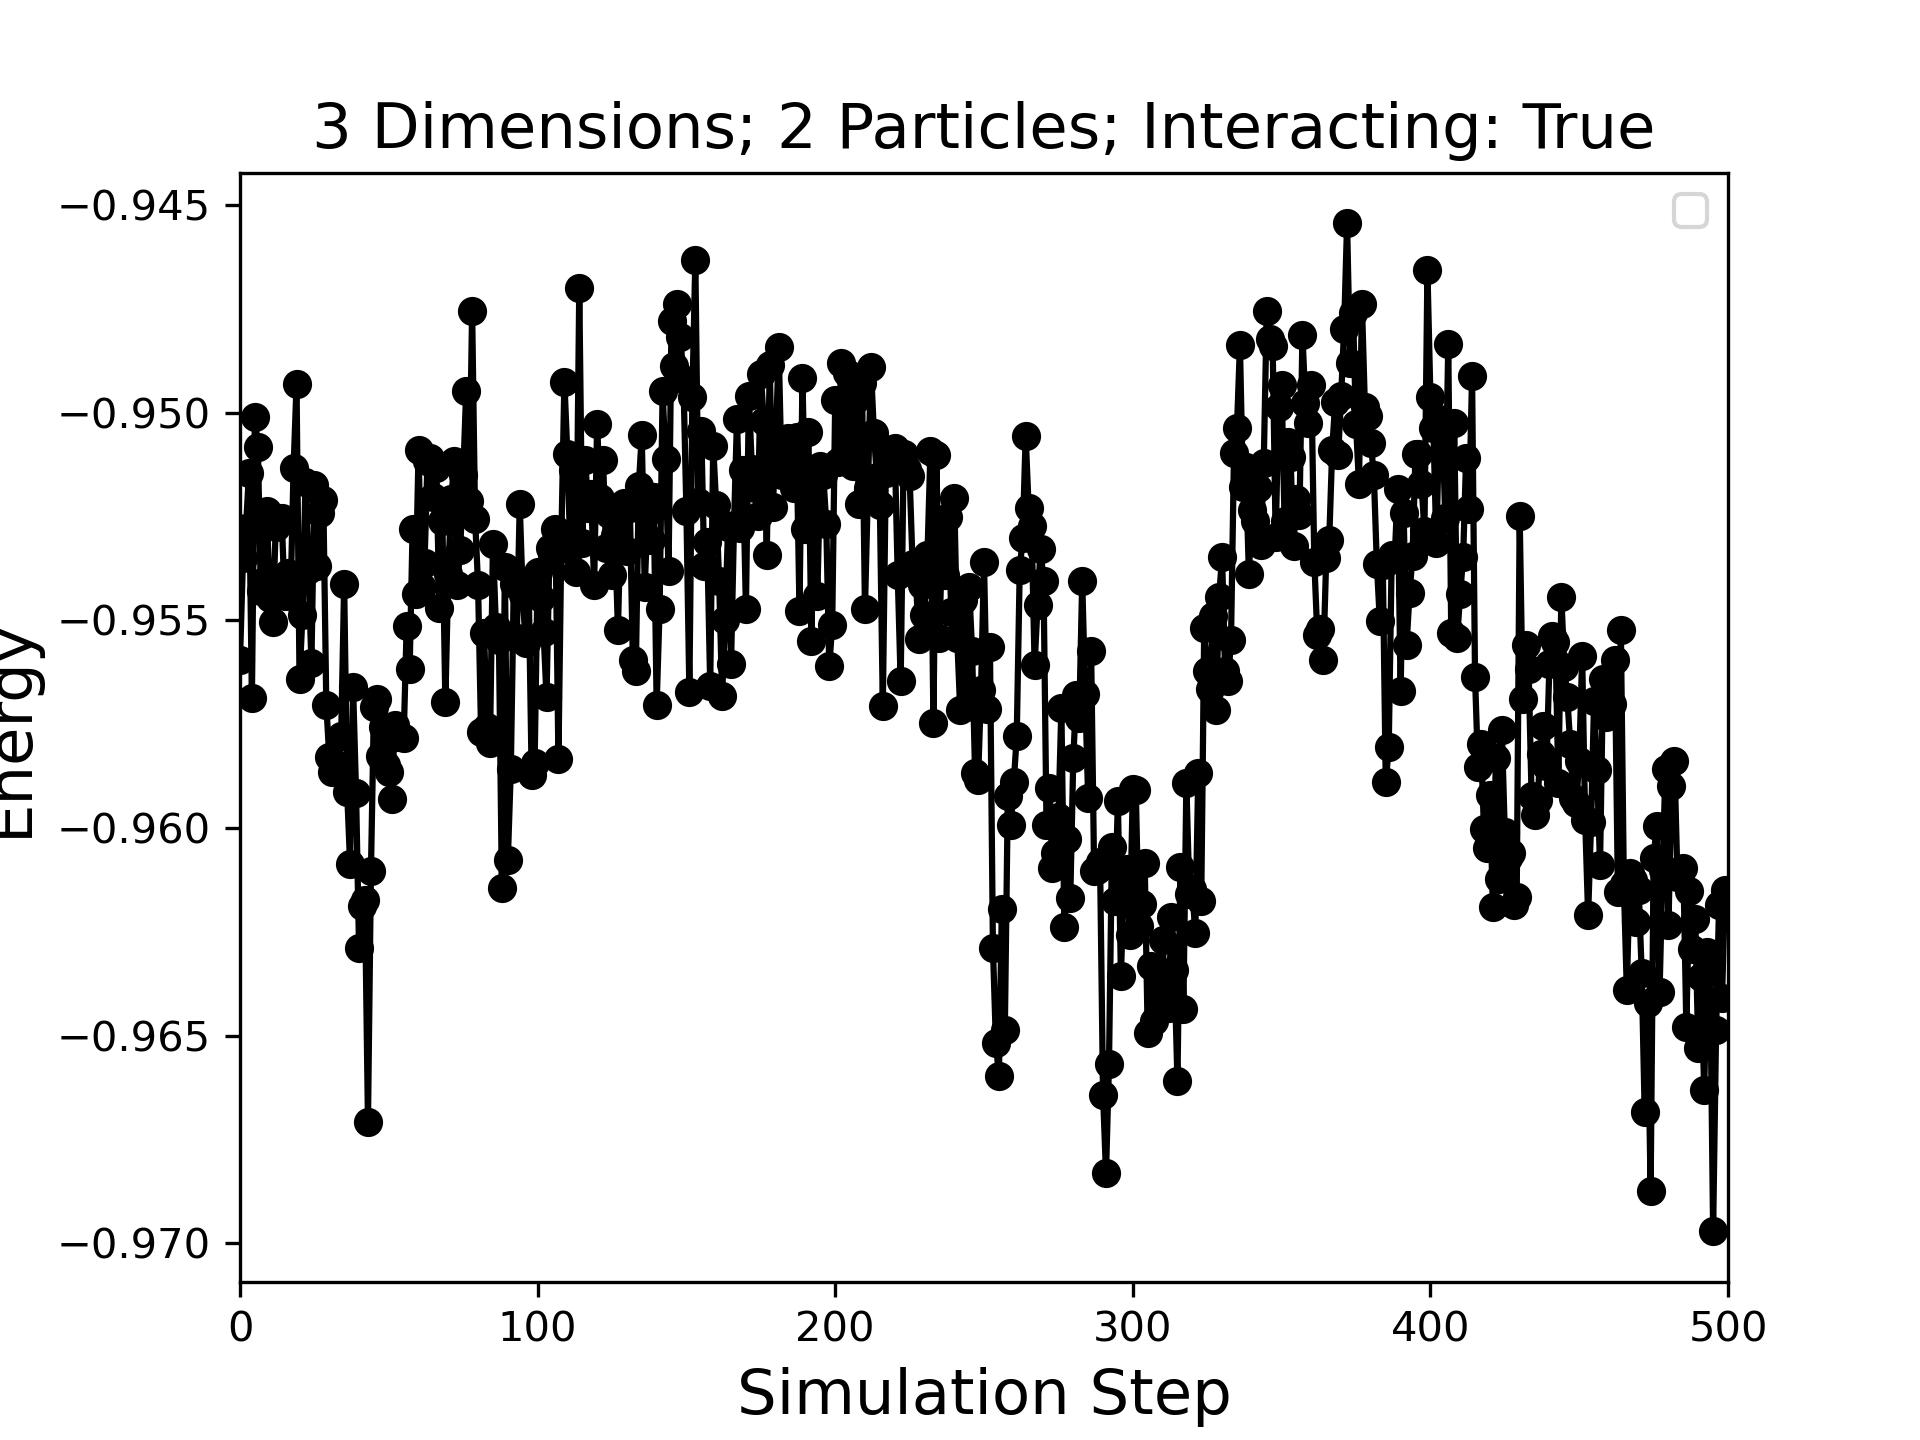 3 Dimensions; 2 Particles; Interacting: True
−0.945
−0.950
−0.955
−0.960
−0.965
−0.970
Energy
0 100 200 300 400 500
Simulation Step